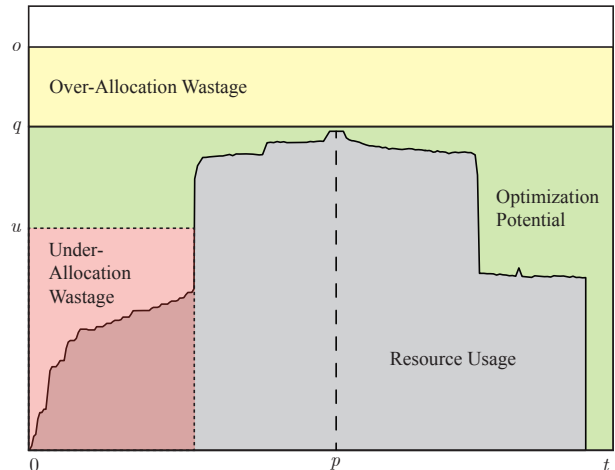 o
Over-Allocation Wastage
q
Optimization
Potential
u
Under-
Allocation
Wastage
Resource Usage
0
p
t